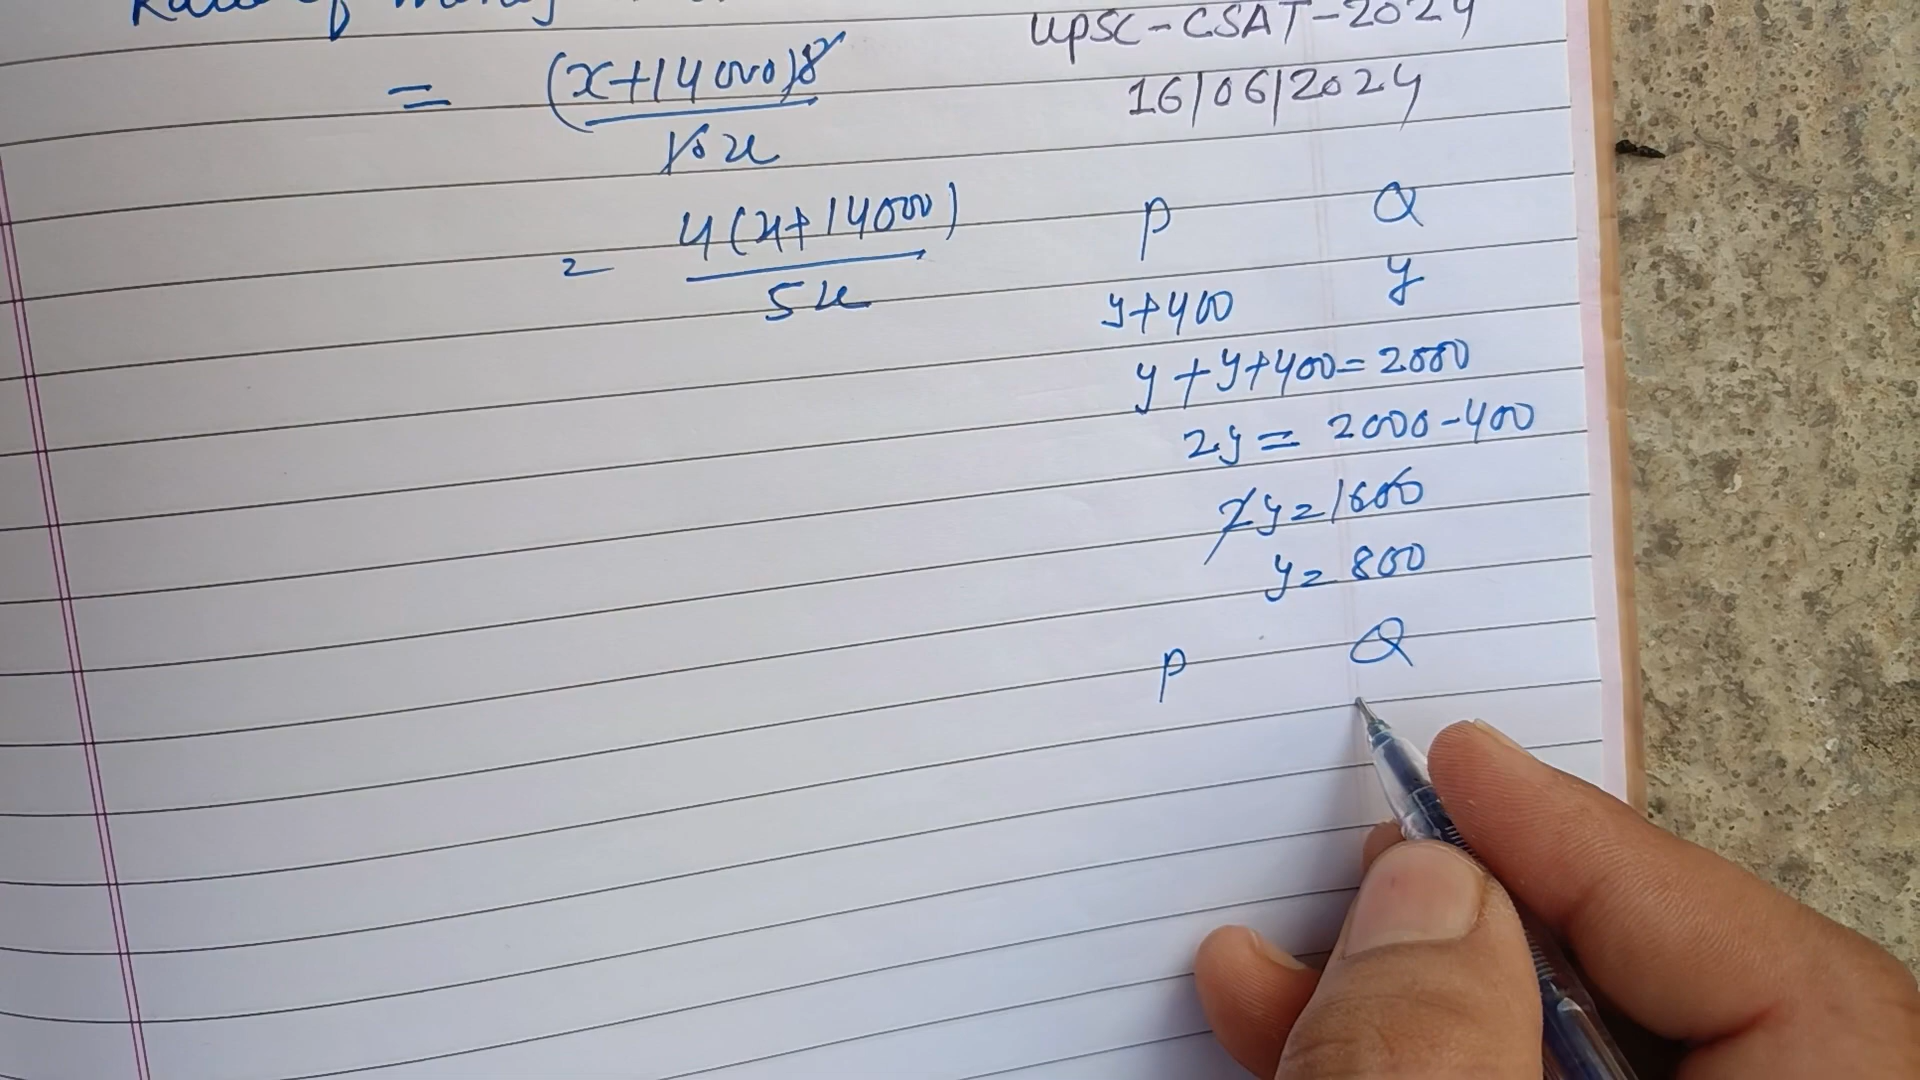 UPSC-CSAT-2024
16/06/2024
= (x+14000)8
10x
= 4(x+14000)
5x
P Q
y+400 y
y+y+400=2000
2y= 2000-400
2y=1600
y= 800
P Q